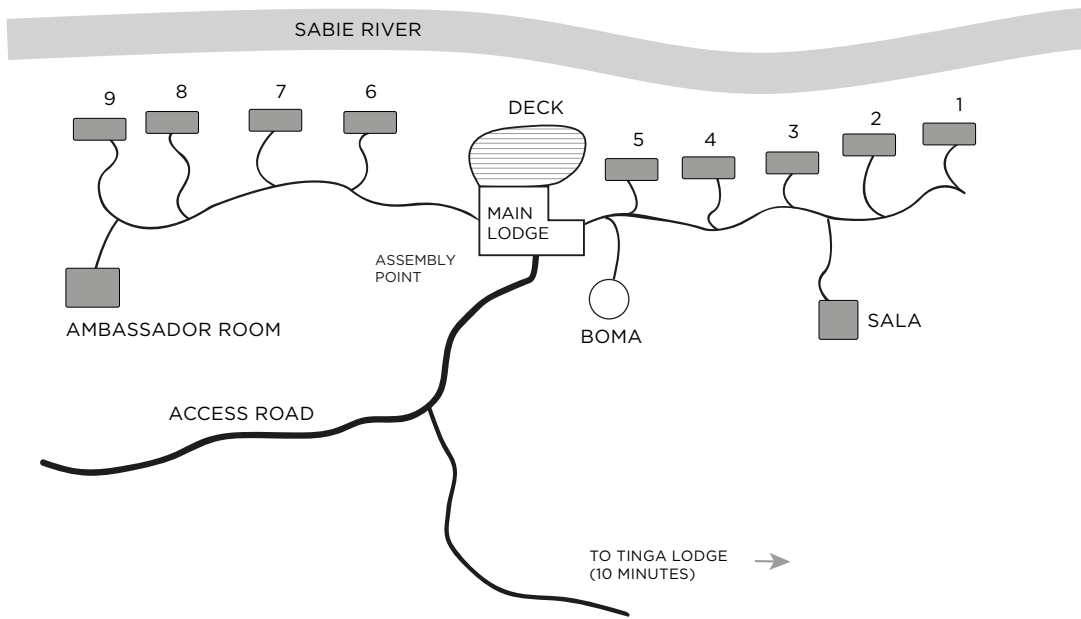 SABIE RIVER
9
8
7
6
DECK
5
4
3
2
1
MAIN
LODGE
ASSEMBLY
POINT
AMBASSADOR ROOM
BOMA
SALA
ACCESS ROAD
TO TINGA LODGE
(10 MINUTES)